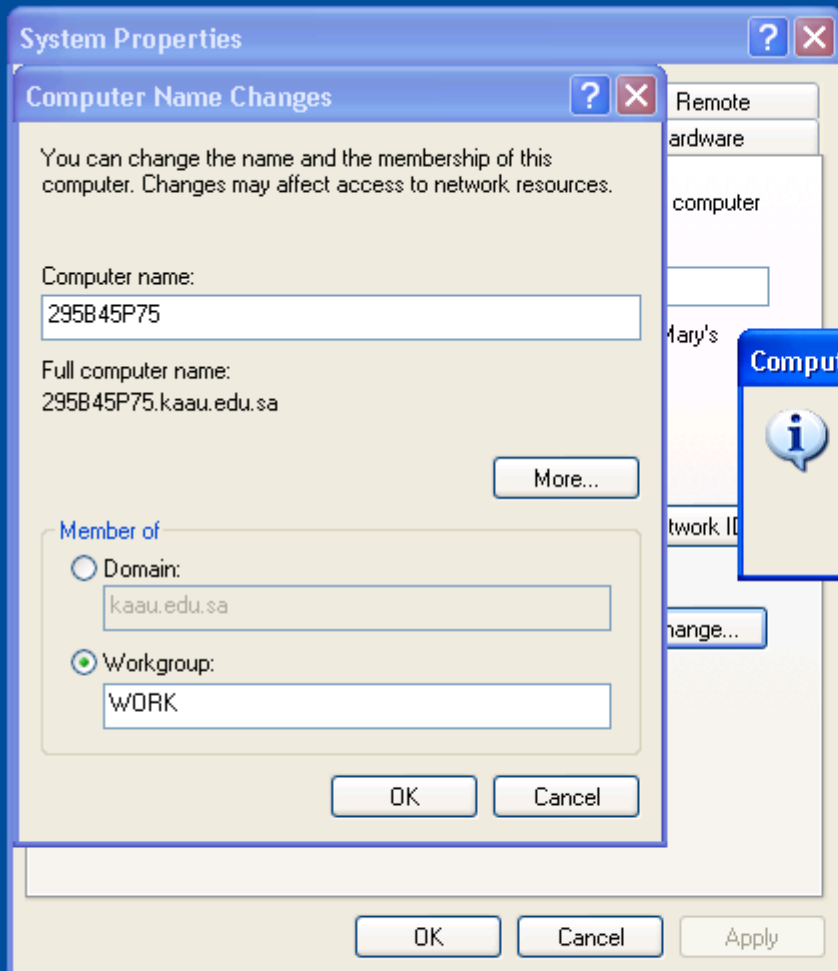 System Properties
Computer Name Changes
Remote
ardware
You can change the name and the membership of this
computer. Changes may affect access to network resources.
computer
Computer name:
295B45P75
Mary's
Full computer name:
295B45P75.kaau.edu.sa
Comput
More...
twork ID
Member of
Domain:
kaau.edu.sa
hange...
Workgroup:
WORK
OK
Cancel
OK
Cancel
Apply